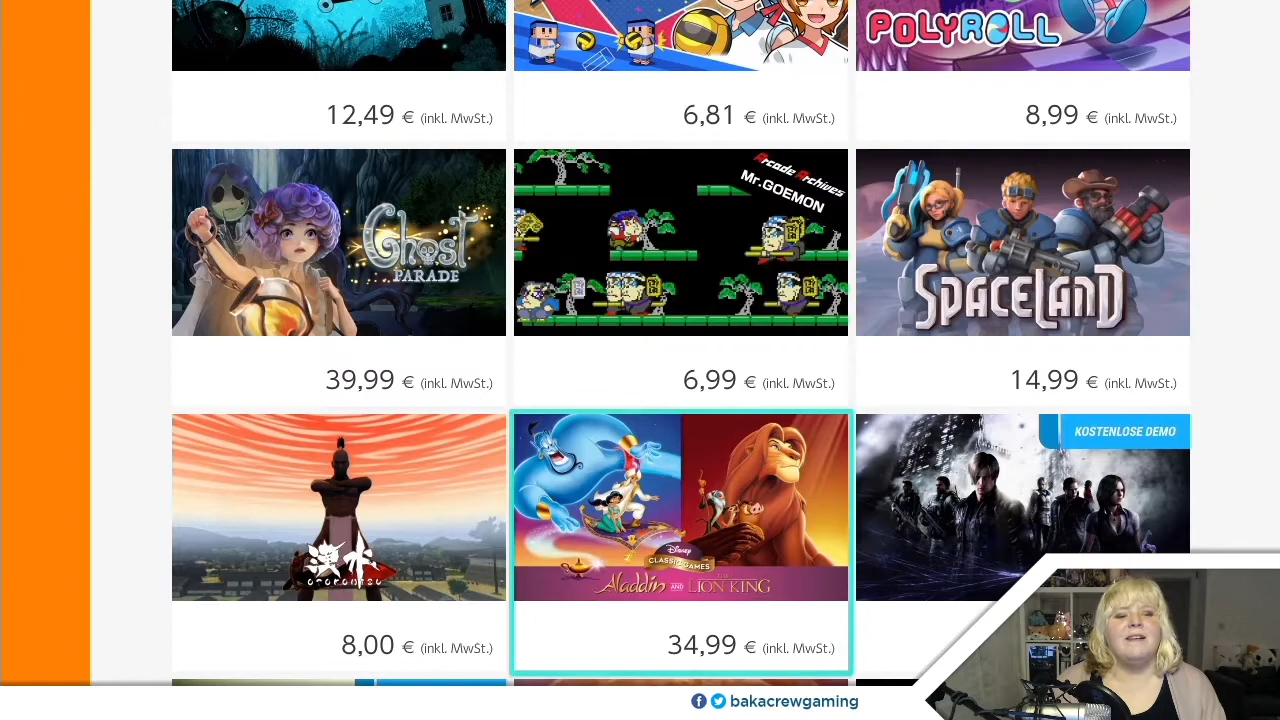 POLYROLL
12,49 € (inkl. MwSt.)
6,81 € (inkl. MwSt.)
8,99 € (inkl. MwSt.)
Ghost
PARADE
Arcade Archives
Mr.GOEMON
SPACELAND
39,99 € (inkl. MwSt.)
6,99 € (inkl. MwSt.)
14,99 € (inkl. MwSt.)
KOSTENLOSE DEMO
Disney
CLASSIC GAMES
Aladdin AND THE LION KING
8,00 € (inkl. MwSt.)
34,99 € (inkl. MwSt.)
bakacrewgaming